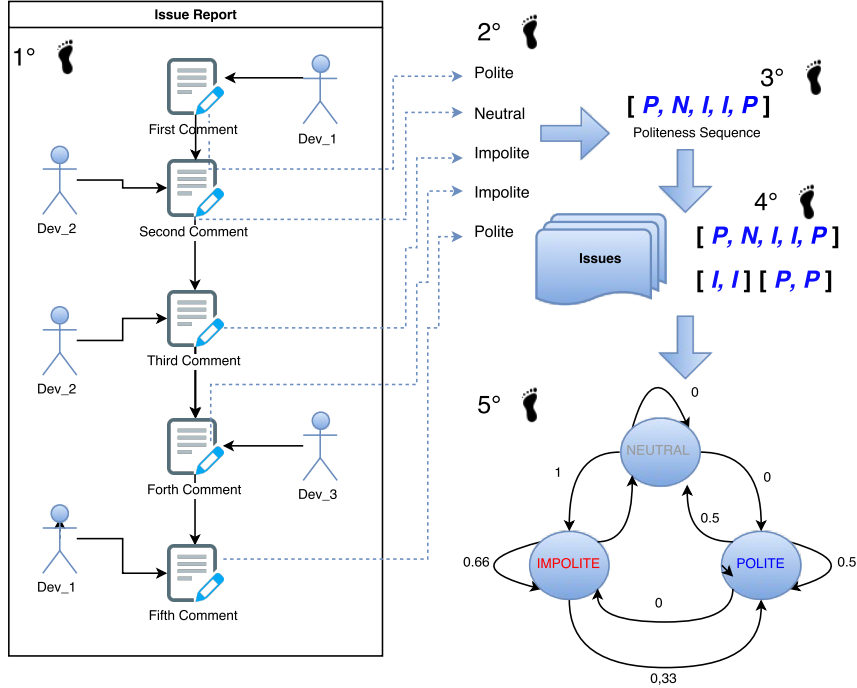 Issue Report
1°
First Comment
Dev_1
Dev_2
Second Comment
Dev_2
Third Comment
Forth Comment
Dev_3
Dev_1
Fifth Comment
2°
Polite
Neutral
Impolite
Impolite
Polite
3°
[ P, N, I, I, P ]
Politeness Sequence
4°
Issues
[ P, N, I, I, P ]
[ I, I ] [ P, P ]
5°
0
NEUTRAL
1
0
0.5
0.66
IMPOLITE
POLITE
0.5
0
0,33